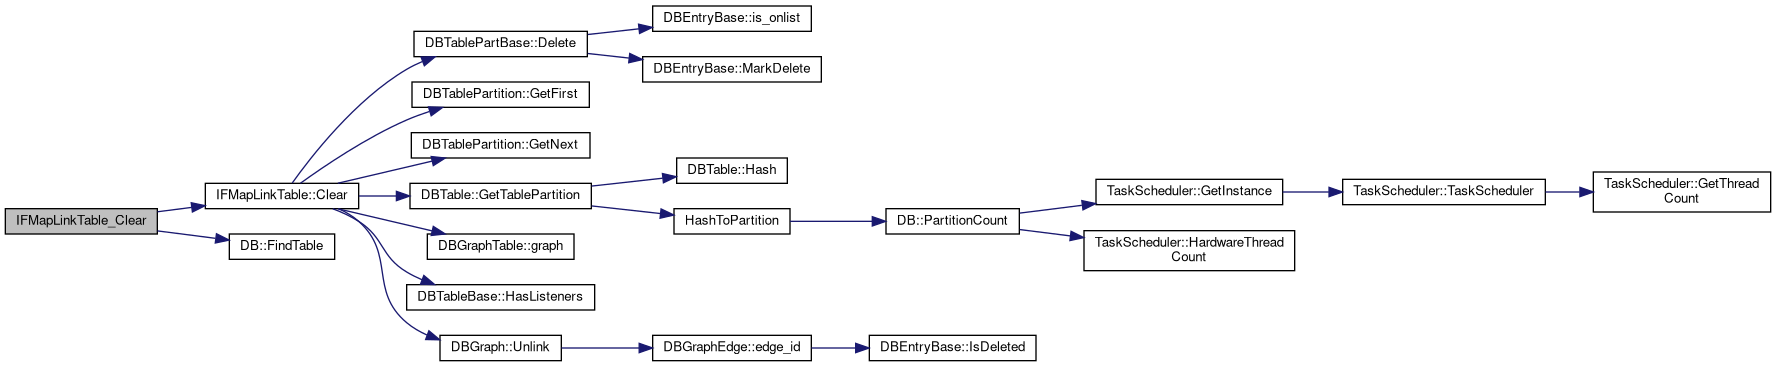 DBEntryBase::is_onlist
DBTablePartBase::Delete
DBEntryBase::MarkDelete
DBTablePartition::GetFirst
DBTablePartition::GetNext
DBTable::Hash
TaskScheduler::GetThread
Count
TaskScheduler::GetInstance
TaskScheduler::TaskScheduler
IFMapLinkTable::Clear
DBTable::GetTablePartition
IFMapLinkTable_Clear
HashToPartition
DB::PartitionCount
DB::FindTable
DBGraphTable::graph
TaskScheduler::HardwareThread
Count
DBTableBase::HasListeners
DBGraph::Unlink
DBGraphEdge::edge_id
DBEntryBase::IsDeleted